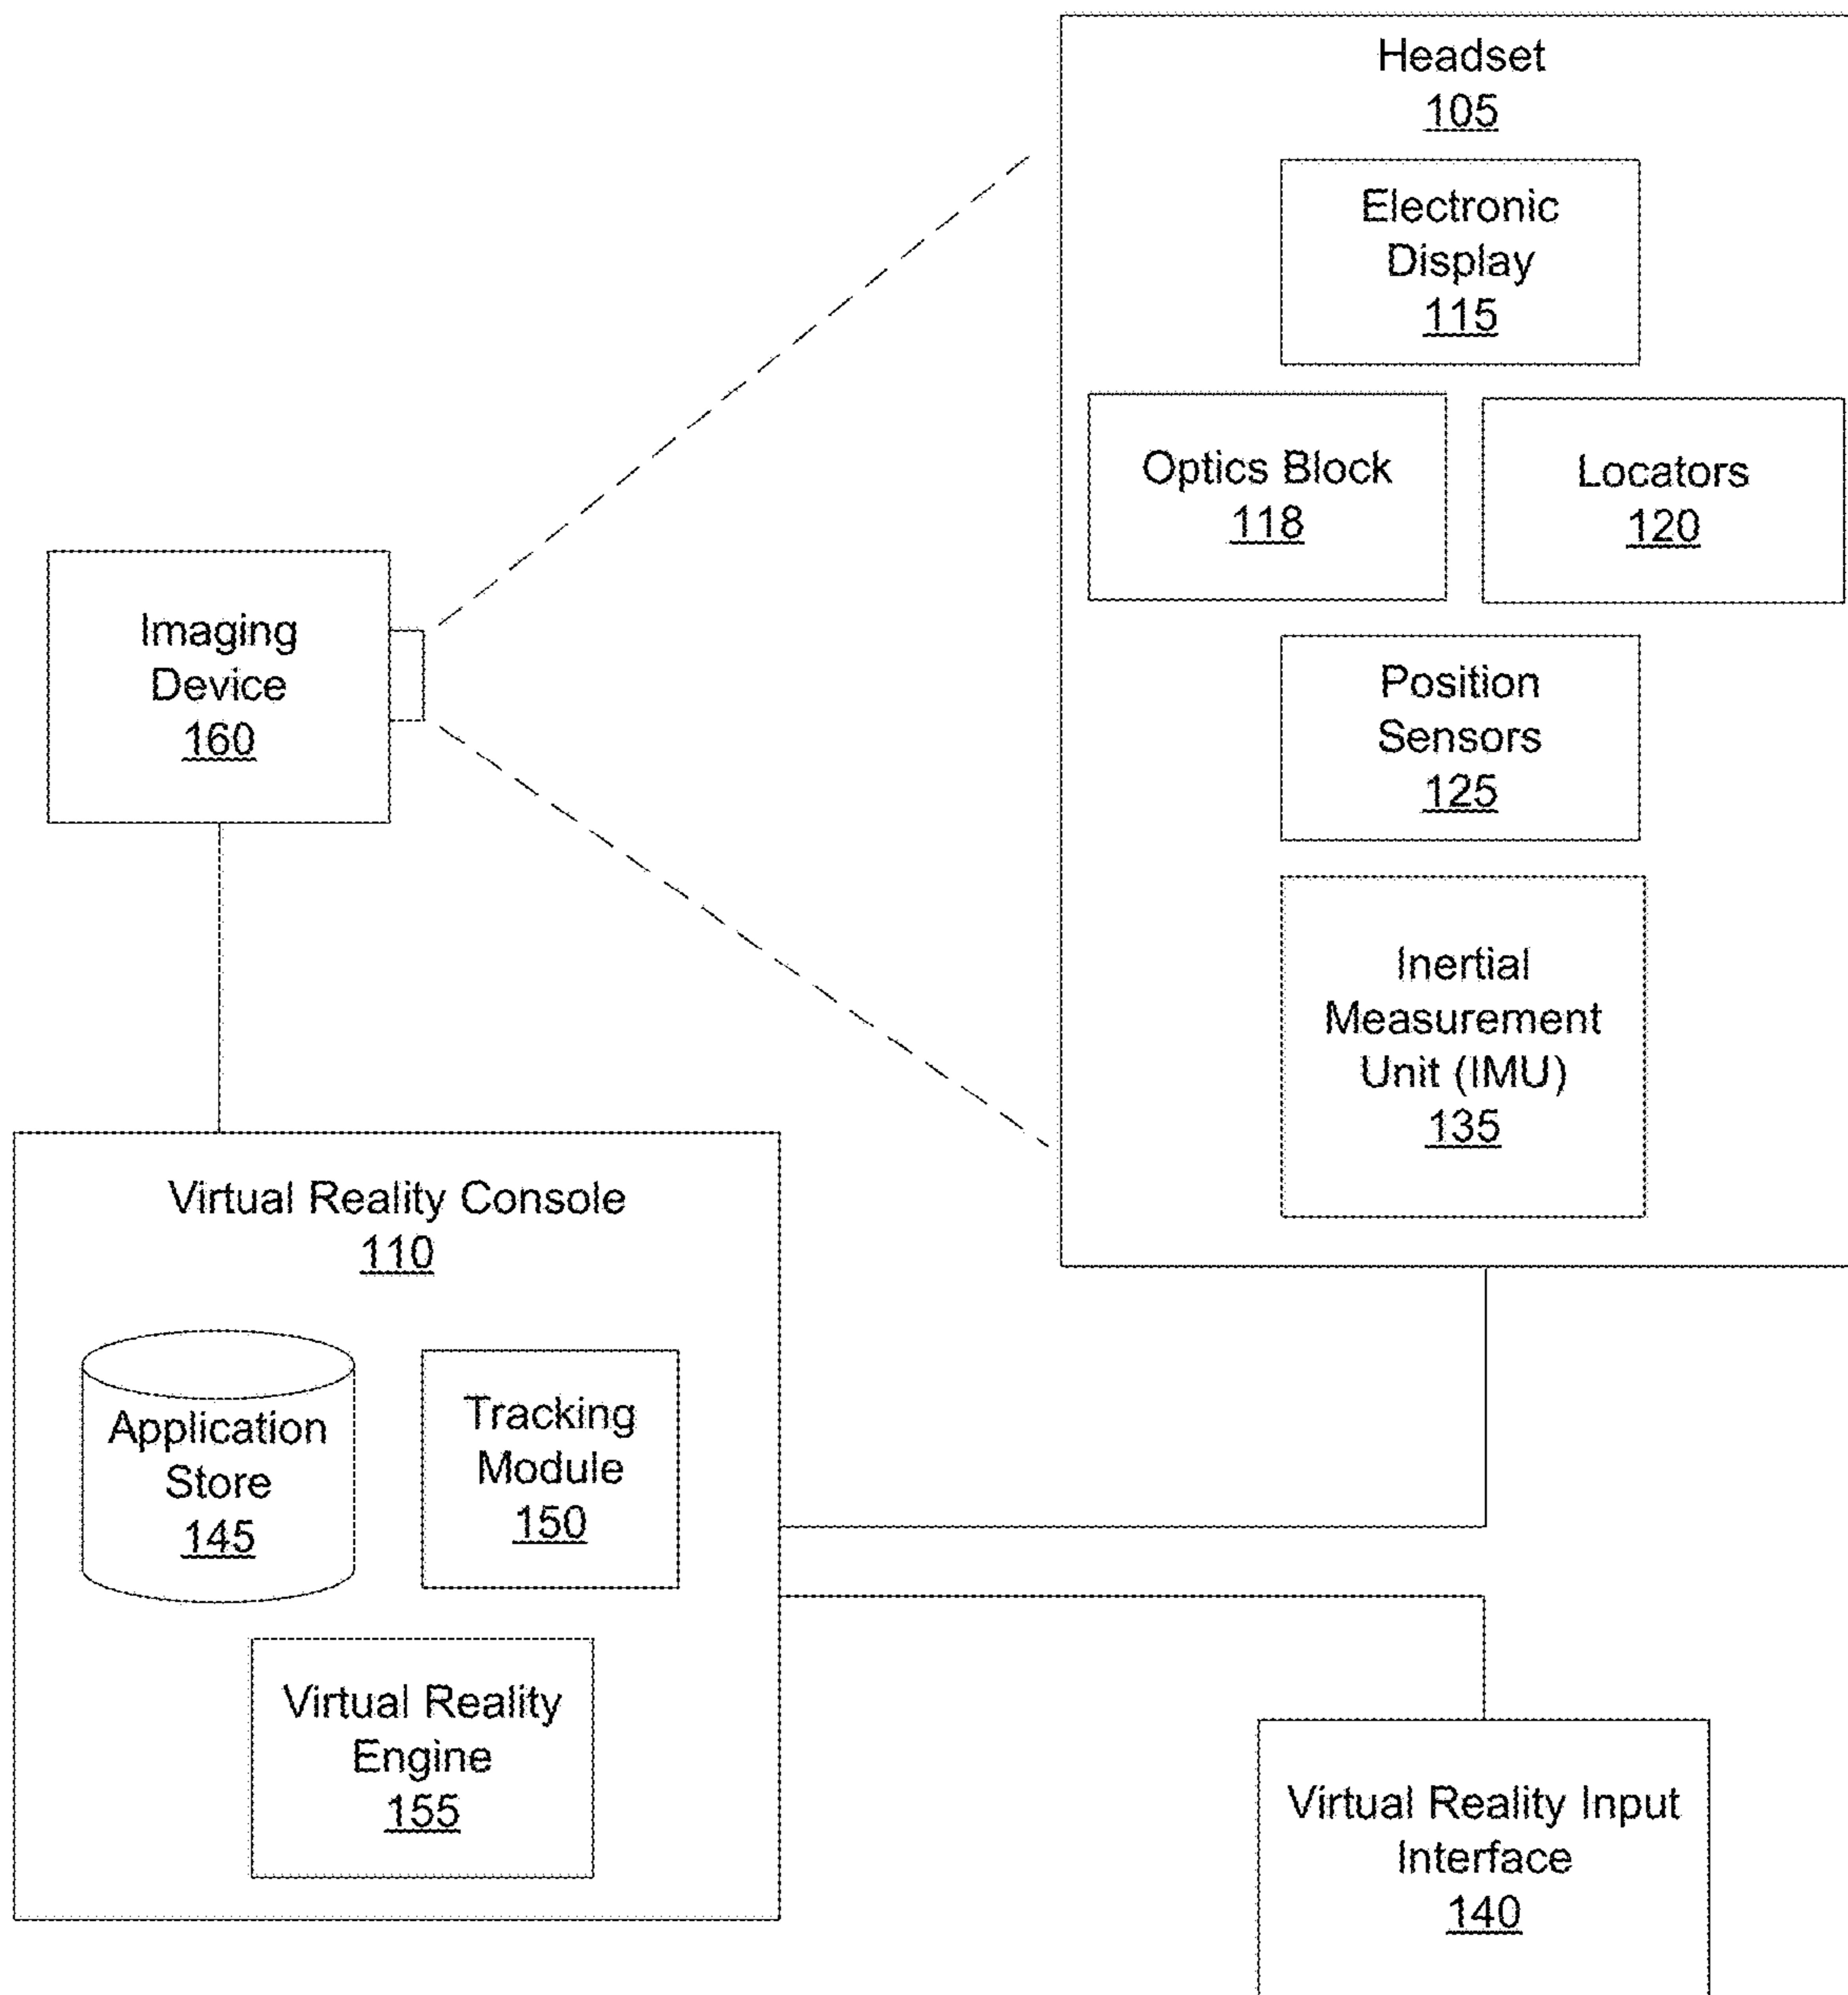 Headset
105
Electronic
Display
115
Optics Block
118
Locators
120
Position
Sensors
125
Inertial
Measurement
Unit (IMU)
135
Imaging
Device
160
Virtual Reality Console
110
Application
Store
145
Tracking
Module
150
Virtual Reality
Engine
155
Virtual Reality Input
Interface
140